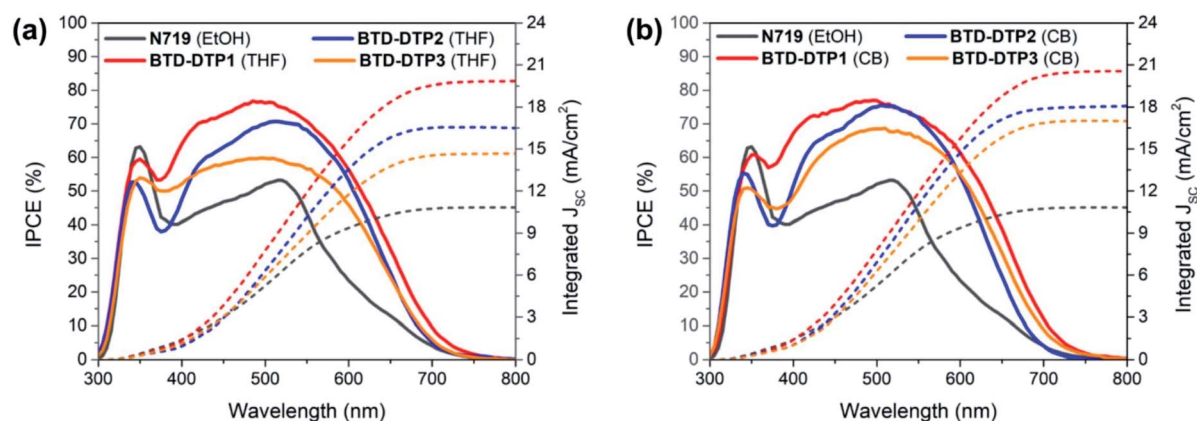 (a)
N719 (EtOH) BTD-DTP2 (THF)
BTD-DTP1 (THF) BTD-DTP3 (THF)
100
90
80
70
60
50
40
30
20
10
0
IPCE (%)
24
21
18
15
12
9
6
3
0
Integrated JSC (mA/cm²)
300 400 500 600 700 800
Wavelength (nm)
(b)
N719 (EtOH) BTD-DTP2 (CB)
BTD-DTP1 (CB) BTD-DTP3 (CB)
100
90
80
70
60
50
40
30
20
10
0
IPCE (%)
24
21
18
15
12
9
6
3
0
Integrated JSC (mA/cm²)
300 400 500 600 700 800
Wavelength (nm)